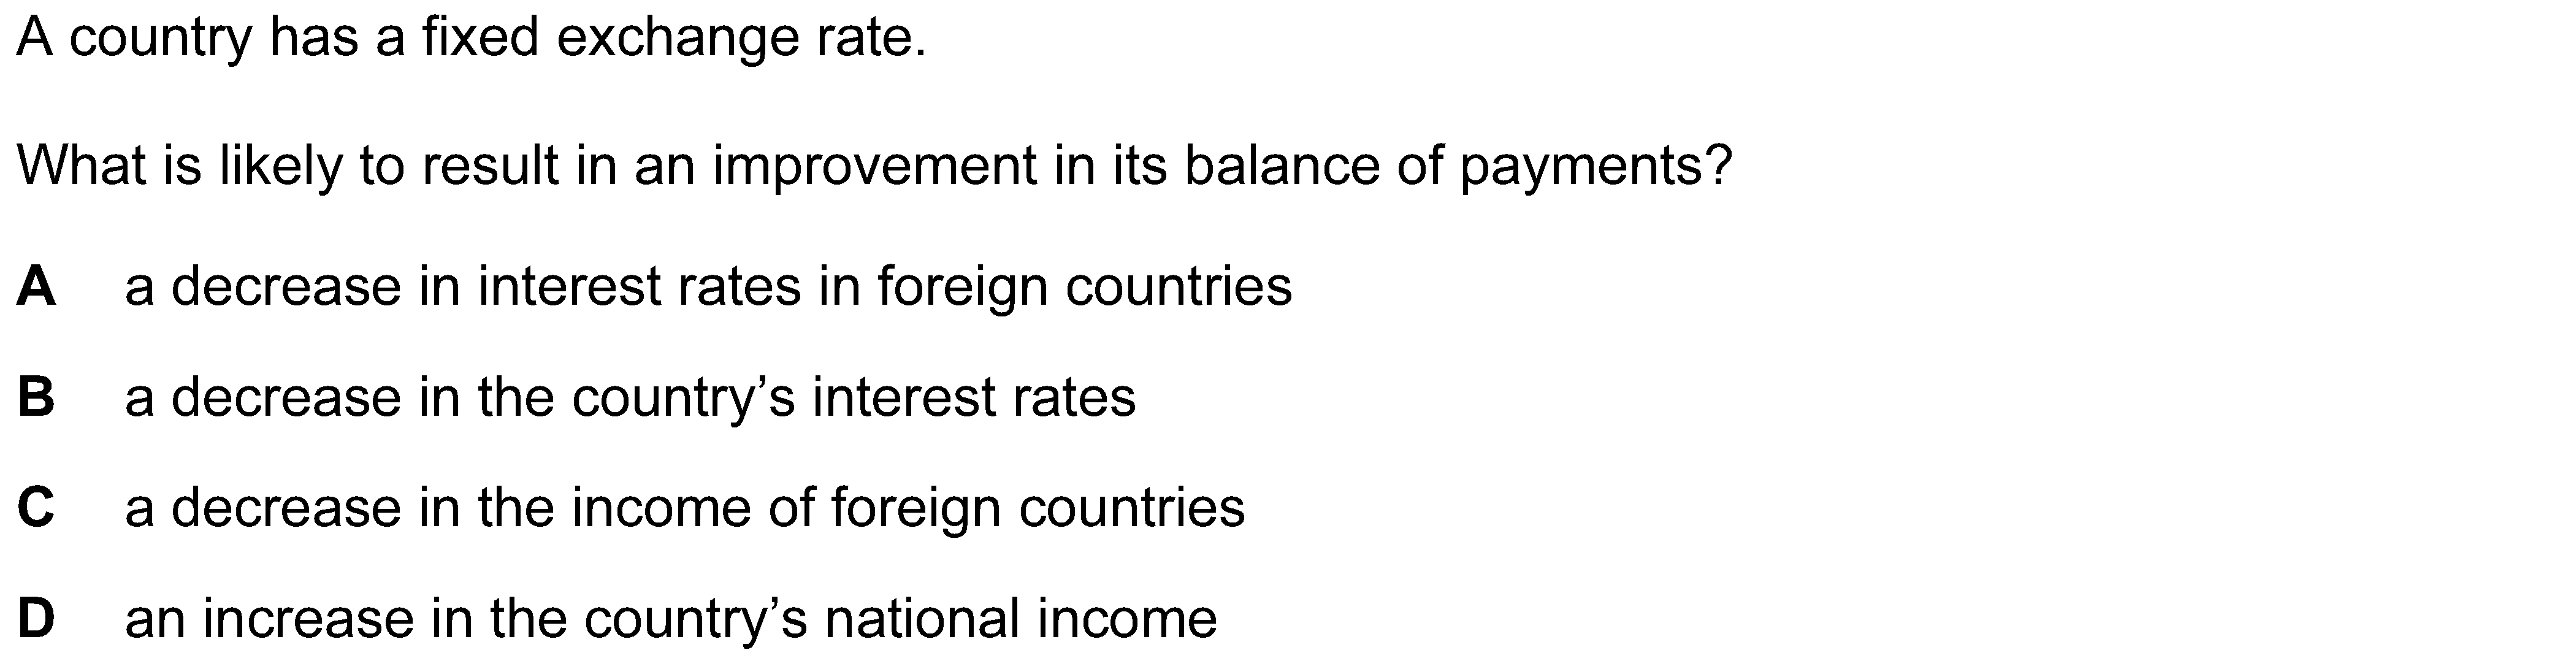 A country has a fixed exchange rate.
What is likely to result in an improvement in its balance of payments?
A a decrease in interest rates in foreign countries
B a decrease in the country’s interest rates
C a decrease in the income of foreign countries
D an increase in the country’s national income